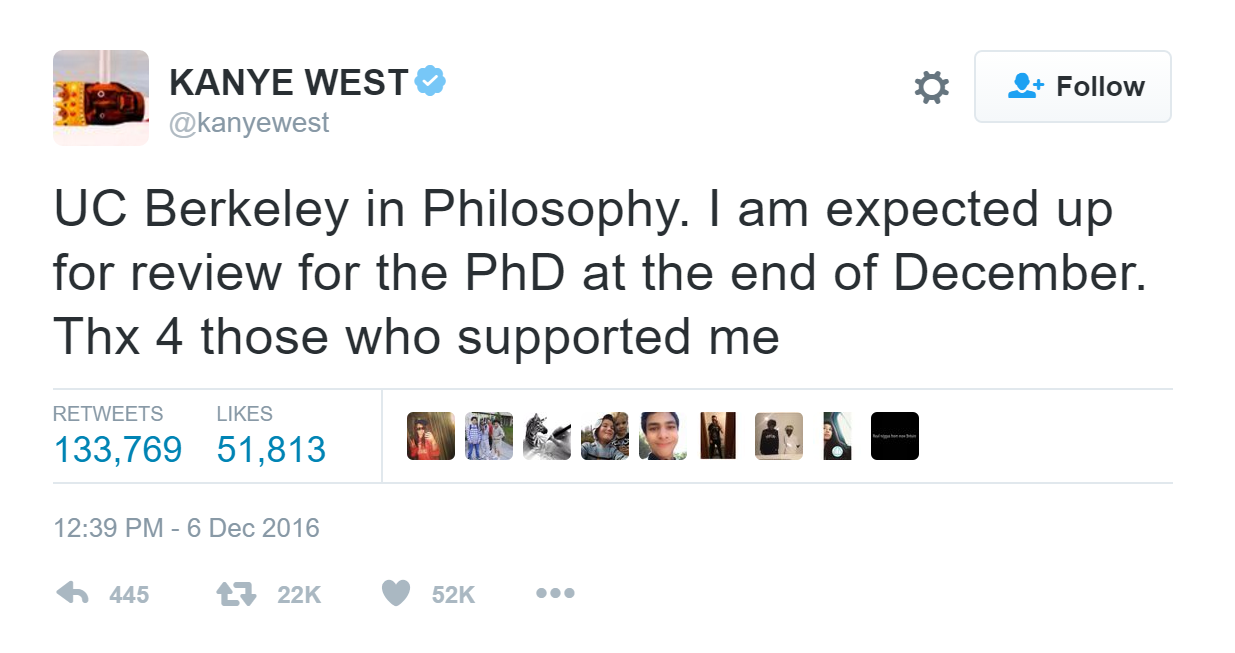 KANYE WEST
@kanyewest
Follow
UC Berkeley in Philosophy. I am expected up
for review for the PhD at the end of December.
Thx 4 those who supported me
RETWEETS LIKES
133,769 51,813
12:39 PM - 6 Dec 2016
445 22K 52K